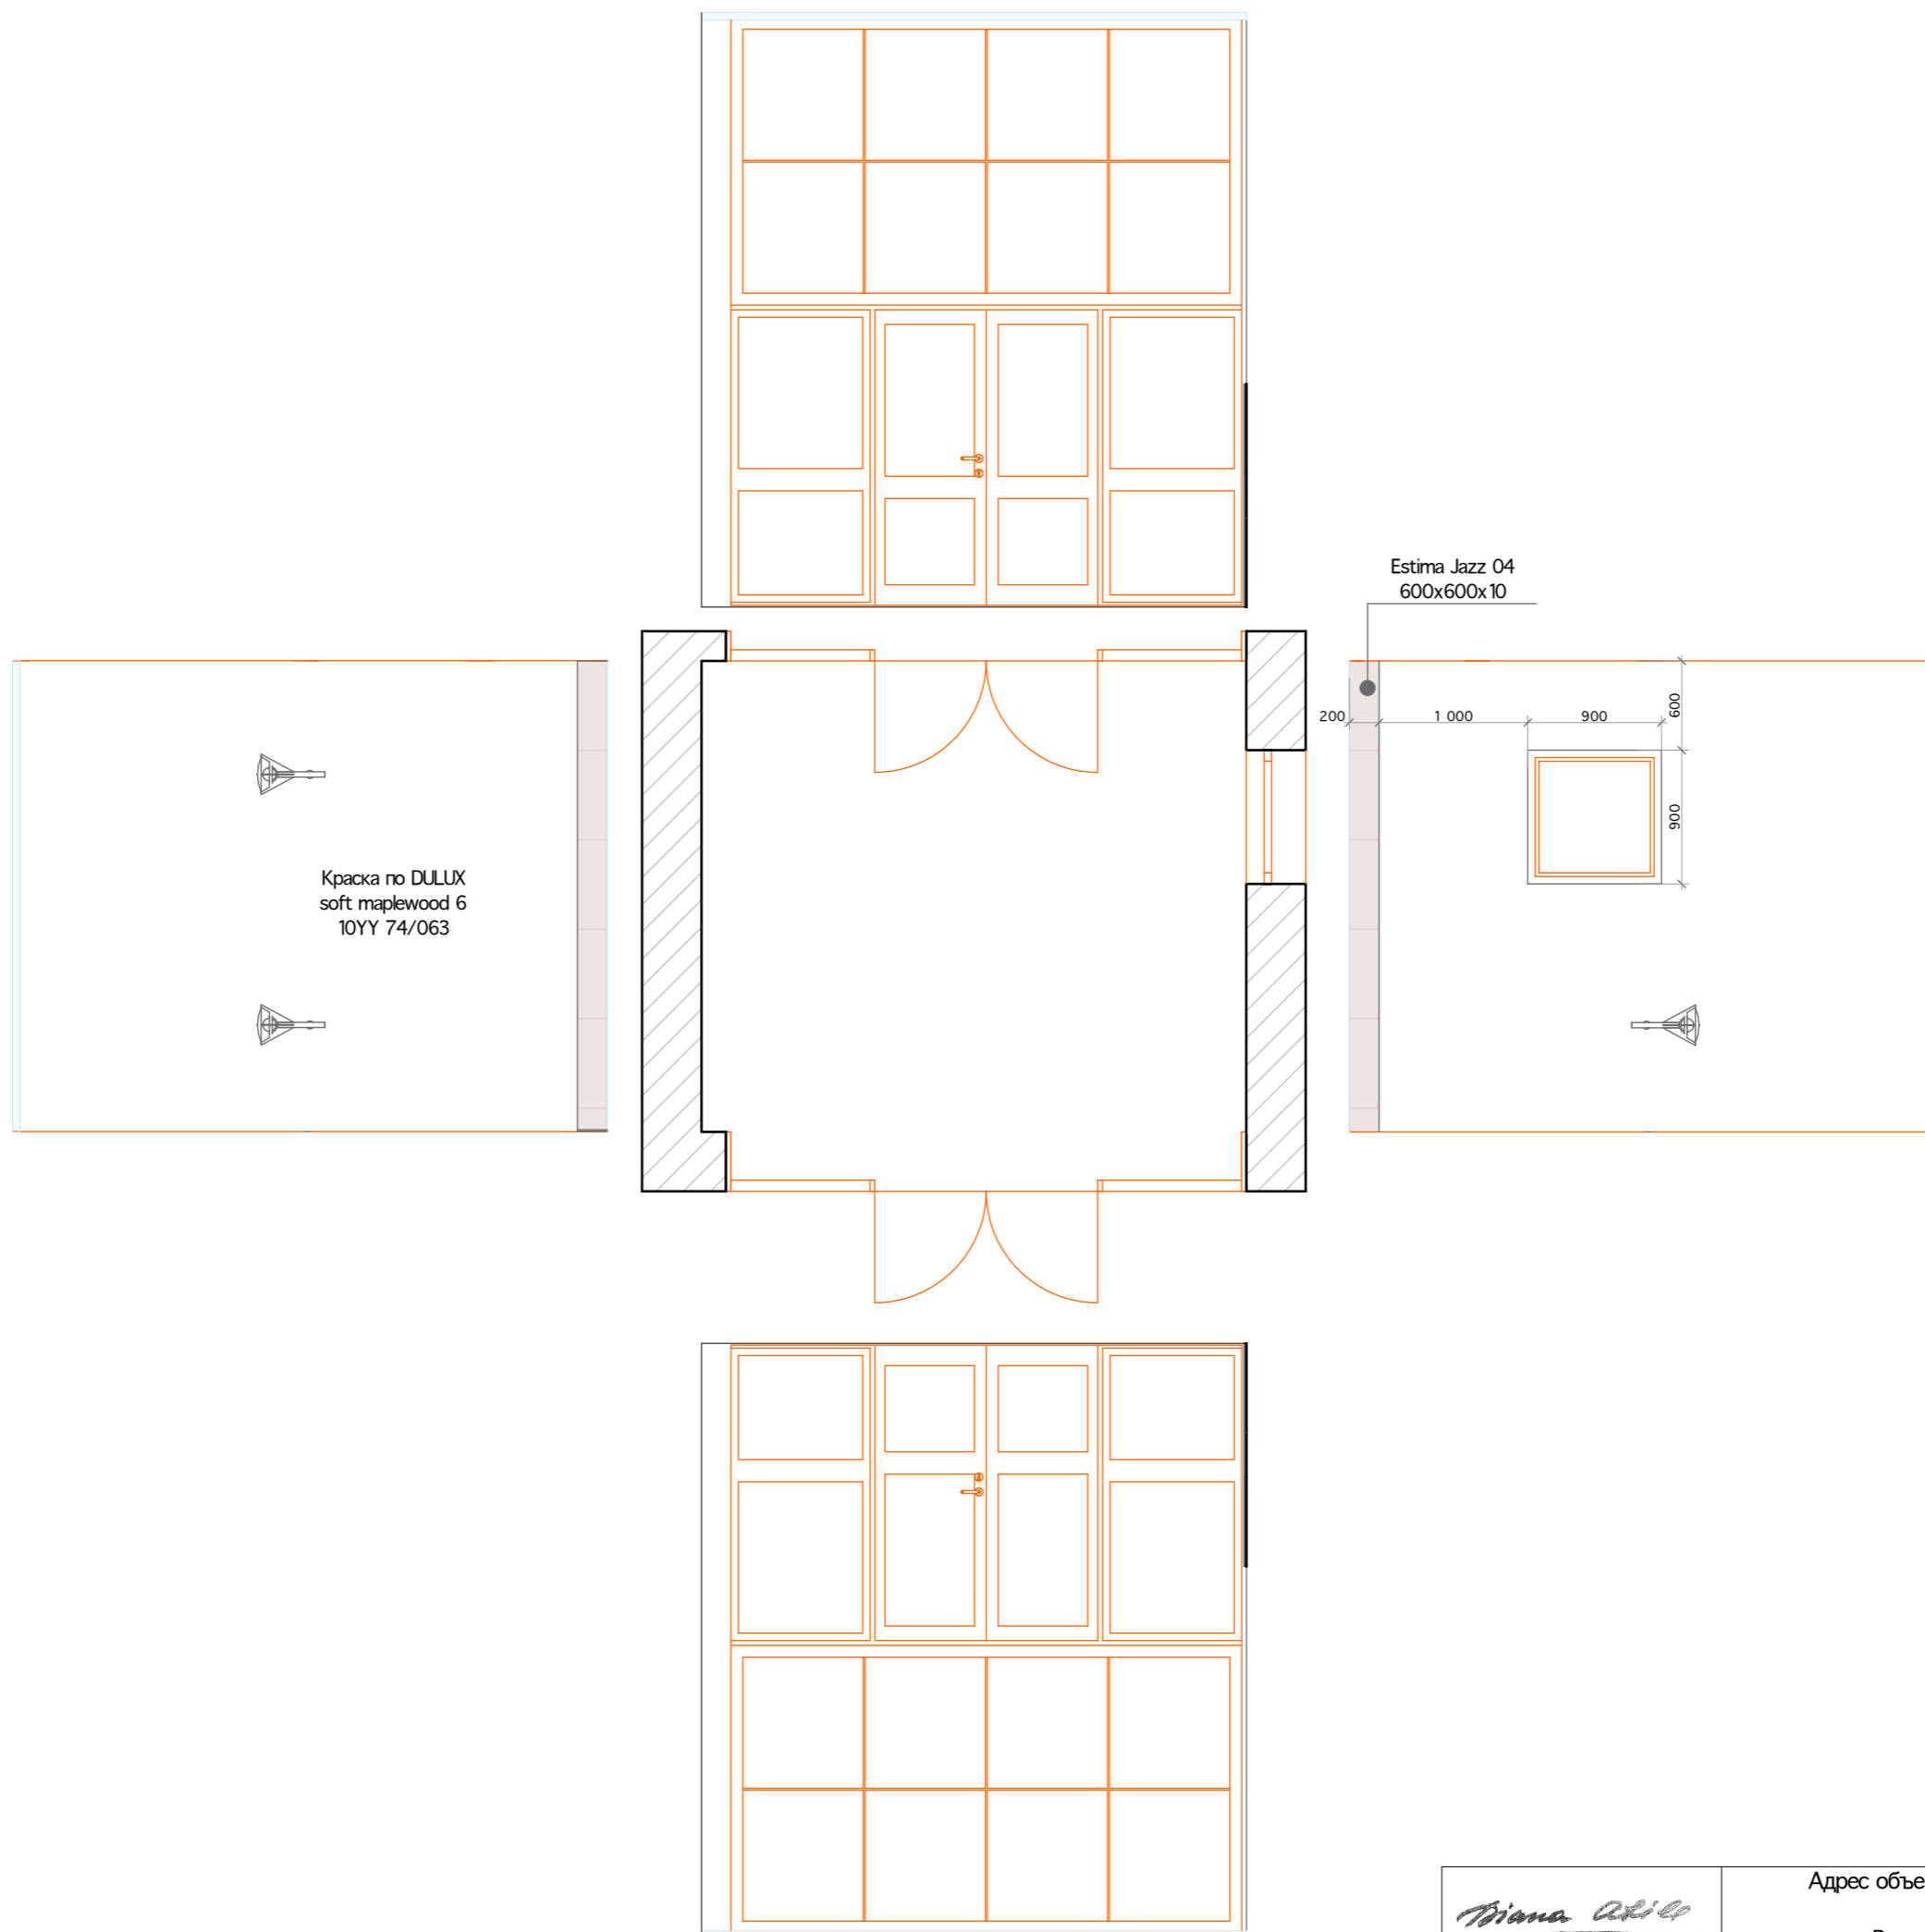 Estima Jazz 04
600x600x10
200
1 000
900
600
900
Краска по DULUX
soft maplewood 6
10YY 74/063
Адрес объе